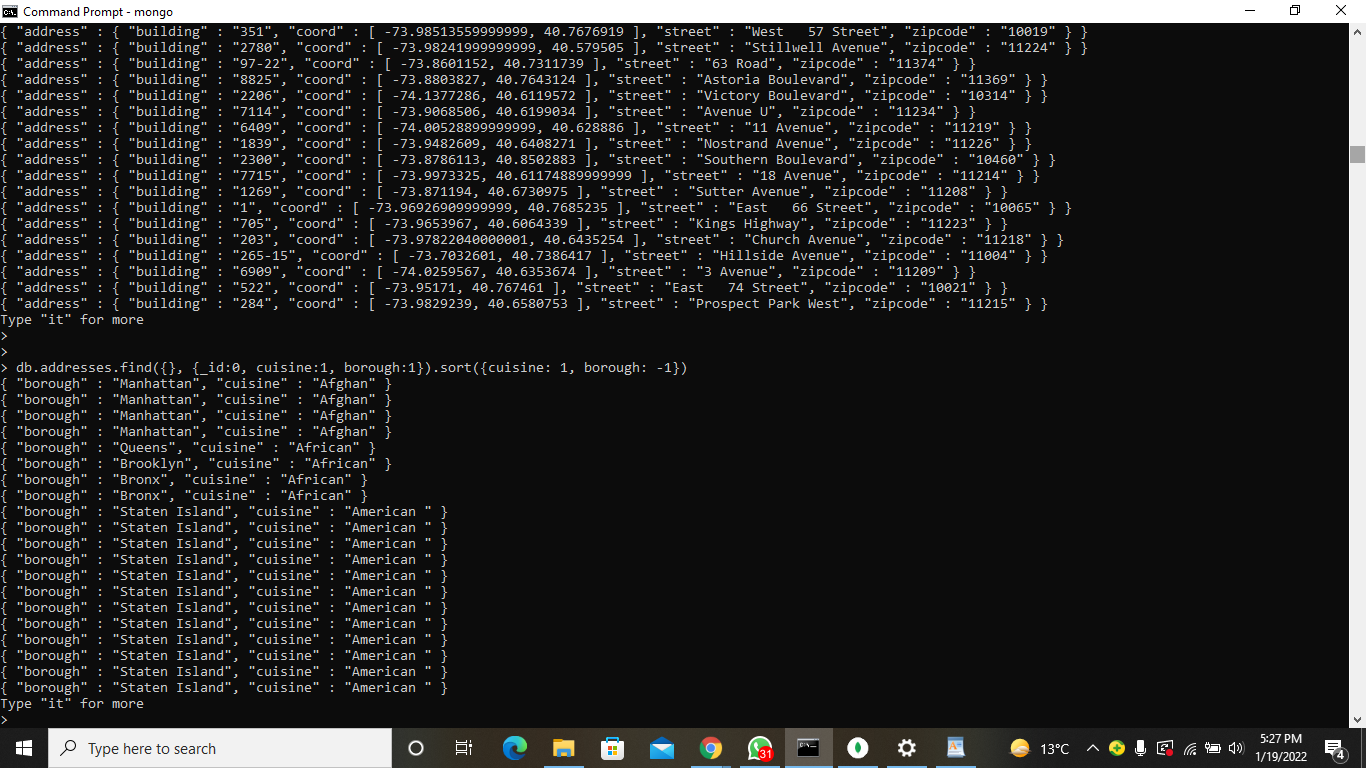 Command Prompt - mongo
{ "address" : { "building" : "351", "coord" : [ -73.98513559999999, 40.7676919 ], "street" : "West   57 Street", "zipcode" : "10019" } }
{ "address" : { "building" : "2780", "coord" : [ -73.98241999999999, 40.579505 ], "street" : "Stillwell Avenue", "zipcode" : "11224" } }
{ "address" : { "building" : "97-22", "coord" : [ -73.8601152, 40.7311739 ], "street" : "63 Road", "zipcode" : "11374" } }
{ "address" : { "building" : "8825", "coord" : [ -73.8803827, 40.7643124 ], "street" : "Astoria Boulevard", "zipcode" : "11369" } }
{ "address" : { "building" : "2206", "coord" : [ -74.1377286, 40.6119572 ], "street" : "Victory Boulevard", "zipcode" : "10314" } }
{ "address" : { "building" : "7114", "coord" : [ -73.9068506, 40.6199034 ], "street" : "Avenue U", "zipcode" : "11234" } }
{ "address" : { "building" : "6409", "coord" : [ -74.00528899999999, 40.628886 ], "street" : "11 Avenue", "zipcode" : "11219" } }
{ "address" : { "building" : "1839", "coord" : [ -73.9482609, 40.6408271 ], "street" : "Nostrand Avenue", "zipcode" : "11226" } }
{ "address" : { "building" : "2300", "coord" : [ -73.8786113, 40.8502883 ], "street" : "Southern Boulevard", "zipcode" : "10460" } }
{ "address" : { "building" : "7715", "coord" : [ -73.9973325, 40.61174889999999 ], "street" : "18 Avenue", "zipcode" : "11214" } }
{ "address" : { "building" : "1269", "coord" : [ -73.871194, 40.6730975 ], "street" : "Sutter Avenue", "zipcode" : "11208" } }
{ "address" : { "building" : "1", "coord" : [ -73.96926909999999, 40.7685235 ], "street" : "East   66 Street", "zipcode" : "10065" } }
{ "address" : { "building" : "705", "coord" : [ -73.9653967, 40.6064339 ], "street" : "Kings Highway", "zipcode" : "11223" } }
{ "address" : { "building" : "203", "coord" : [ -73.97822040000001, 40.6435254 ], "street" : "Church Avenue", "zipcode" : "11218" } }
{ "address" : { "building" : "265-15", "coord" : [ -73.7032601, 40.7386417 ], "street" : "Hillside Avenue", "zipcode" : "11004" } }
{ "address" : { "building" : "6909", "coord" : [ -74.0259567, 40.6353674 ], "street" : "3 Avenue", "zipcode" : "11209" } }
{ "address" : { "building" : "522", "coord" : [ -73.95171, 40.767461 ], "street" : "East   74 Street", "zipcode" : "10021" } }
{ "address" : { "building" : "284", "coord" : [ -73.9829239, 40.6580753 ], "street" : "Prospect Park West", "zipcode" : "11215" } }
Type "it" for more
>
>
> db.addresses.find({}, {_id:0, cuisine:1, borough:1}).sort({cuisine: 1, borough: -1})
{ "borough" : "Manhattan", "cuisine" : "Afghan" }
{ "borough" : "Manhattan", "cuisine" : "Afghan" }
{ "borough" : "Manhattan", "cuisine" : "Afghan" }
{ "borough" : "Manhattan", "cuisine" : "Afghan" }
{ "borough" : "Queens", "cuisine" : "African" }
{ "borough" : "Brooklyn", "cuisine" : "African" }
{ "borough" : "Bronx", "cuisine" : "African" }
{ "borough" : "Bronx", "cuisine" : "African" }
{ "borough" : "Staten Island", "cuisine" : "American " }
{ "borough" : "Staten Island", "cuisine" : "American " }
{ "borough" : "Staten Island", "cuisine" : "American " }
{ "borough" : "Staten Island", "cuisine" : "American " }
{ "borough" : "Staten Island", "cuisine" : "American " }
{ "borough" : "Staten Island", "cuisine" : "American " }
{ "borough" : "Staten Island", "cuisine" : "American " }
{ "borough" : "Staten Island", "cuisine" : "American " }
{ "borough" : "Staten Island", "cuisine" : "American " }
{ "borough" : "Staten Island", "cuisine" : "American " }
{ "borough" : "Staten Island", "cuisine" : "American " }
{ "borough" : "Staten Island", "cuisine" : "American " }
Type "it" for more
>
Type here to search
31
13°C
5:27 PM
1/19/2022
4